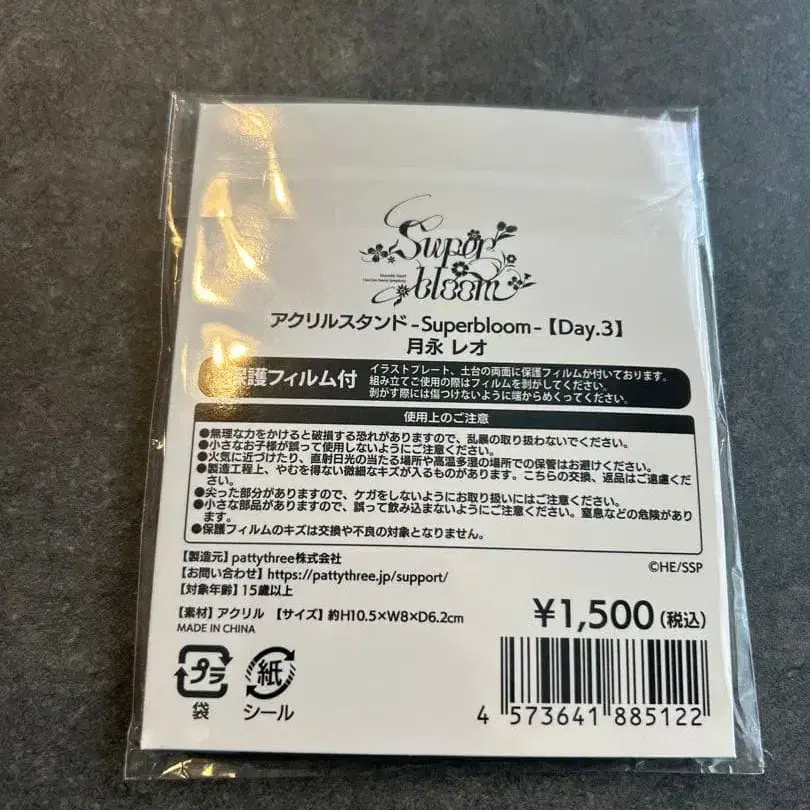 Super
bloom
アクリルスタンド-Superbloom-【Day.3】
月永 レオ
保護フィルム付
イラストプレート、土台の両面に保護フィルムが付いております。
組み立てご使用の際はフィルムを剥がしてください。
剥がす際には傷つけないように端からめくってください。
使用上のご注意
●無理な力をかけると破損する恐れがありますので、乱暴の取り扱わないでください。
●小さなお子様が誤って使用しないようにご注意ください。
●火気に近づけたり、直射日光の当たる場所や高温多湿の場所での保管はお避けください。
●製造工程上、やむを得ない微細なキズが入るものがあります。こちらの交換、返品はご遠慮くだ
さい。
●尖った部分がありますので、ケガをしないようにお取り扱いにはご注意ください。
●小さな部品がありますので、誤って飲み込まないようにご注意ください。窒息などの危険があり
ます。
●保護フィルムのキズは交換や不良の対象となりません。
【製造元】pattythree株式会社
【お問い合わせ】https://pattythree.jp/support/
【対象年齢】15歳以上
©HE/SSP
【素材】アクリル 【サイズ】約H10.5×W8×D6.2cm
MADE IN CHINA
¥1,500(税込)
プラ
袋
紙
シール
4 573641 885122